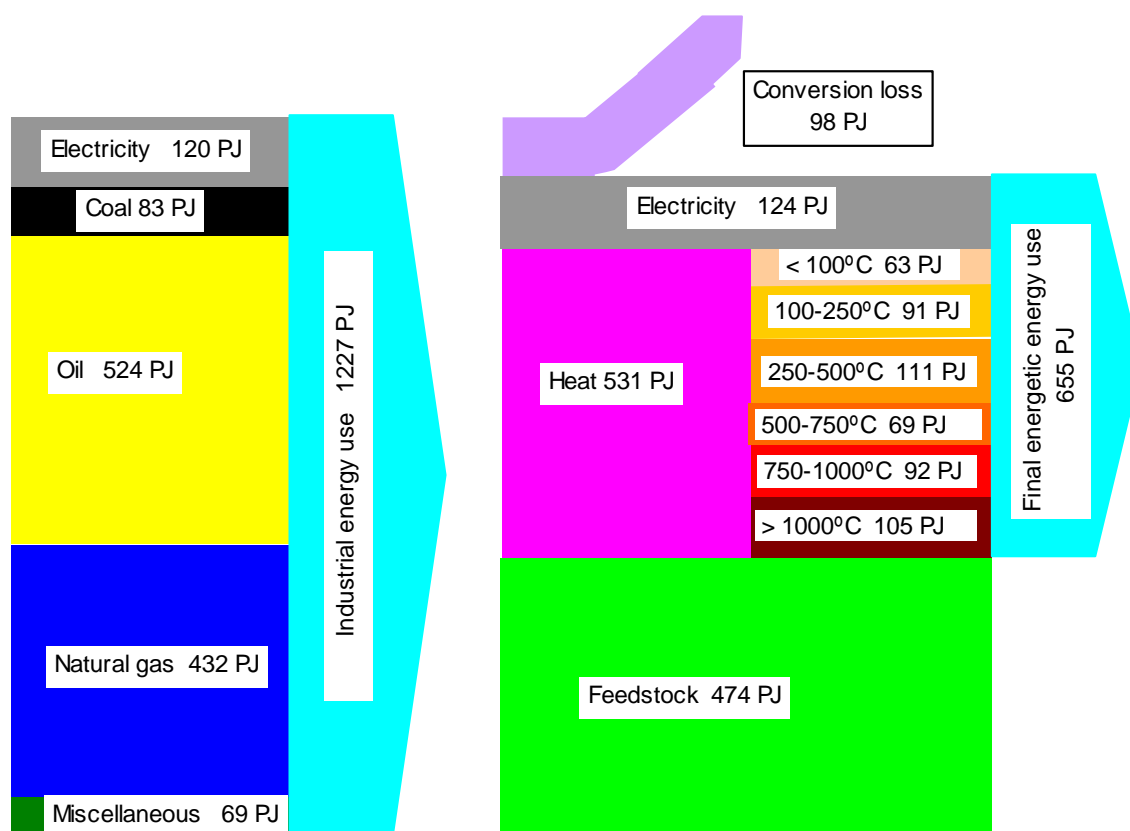 Conversion loss
98 PJ
Electricity 120 PJ
Coal 83 PJ
Oil 524 PJ
Natural gas 432 PJ
Miscellaneous 69 PJ
Industrial energy use 1227 PJ
Electricity 124 PJ
Heat 531 PJ
< 100ºC 63 PJ
100-250ºC 91 PJ
250-500ºC 111 PJ
500-750ºC 69 PJ
750-1000ºC 92 PJ
> 1000ºC 105 PJ
Feedstock 474 PJ
Final energetic energy use
655 PJ